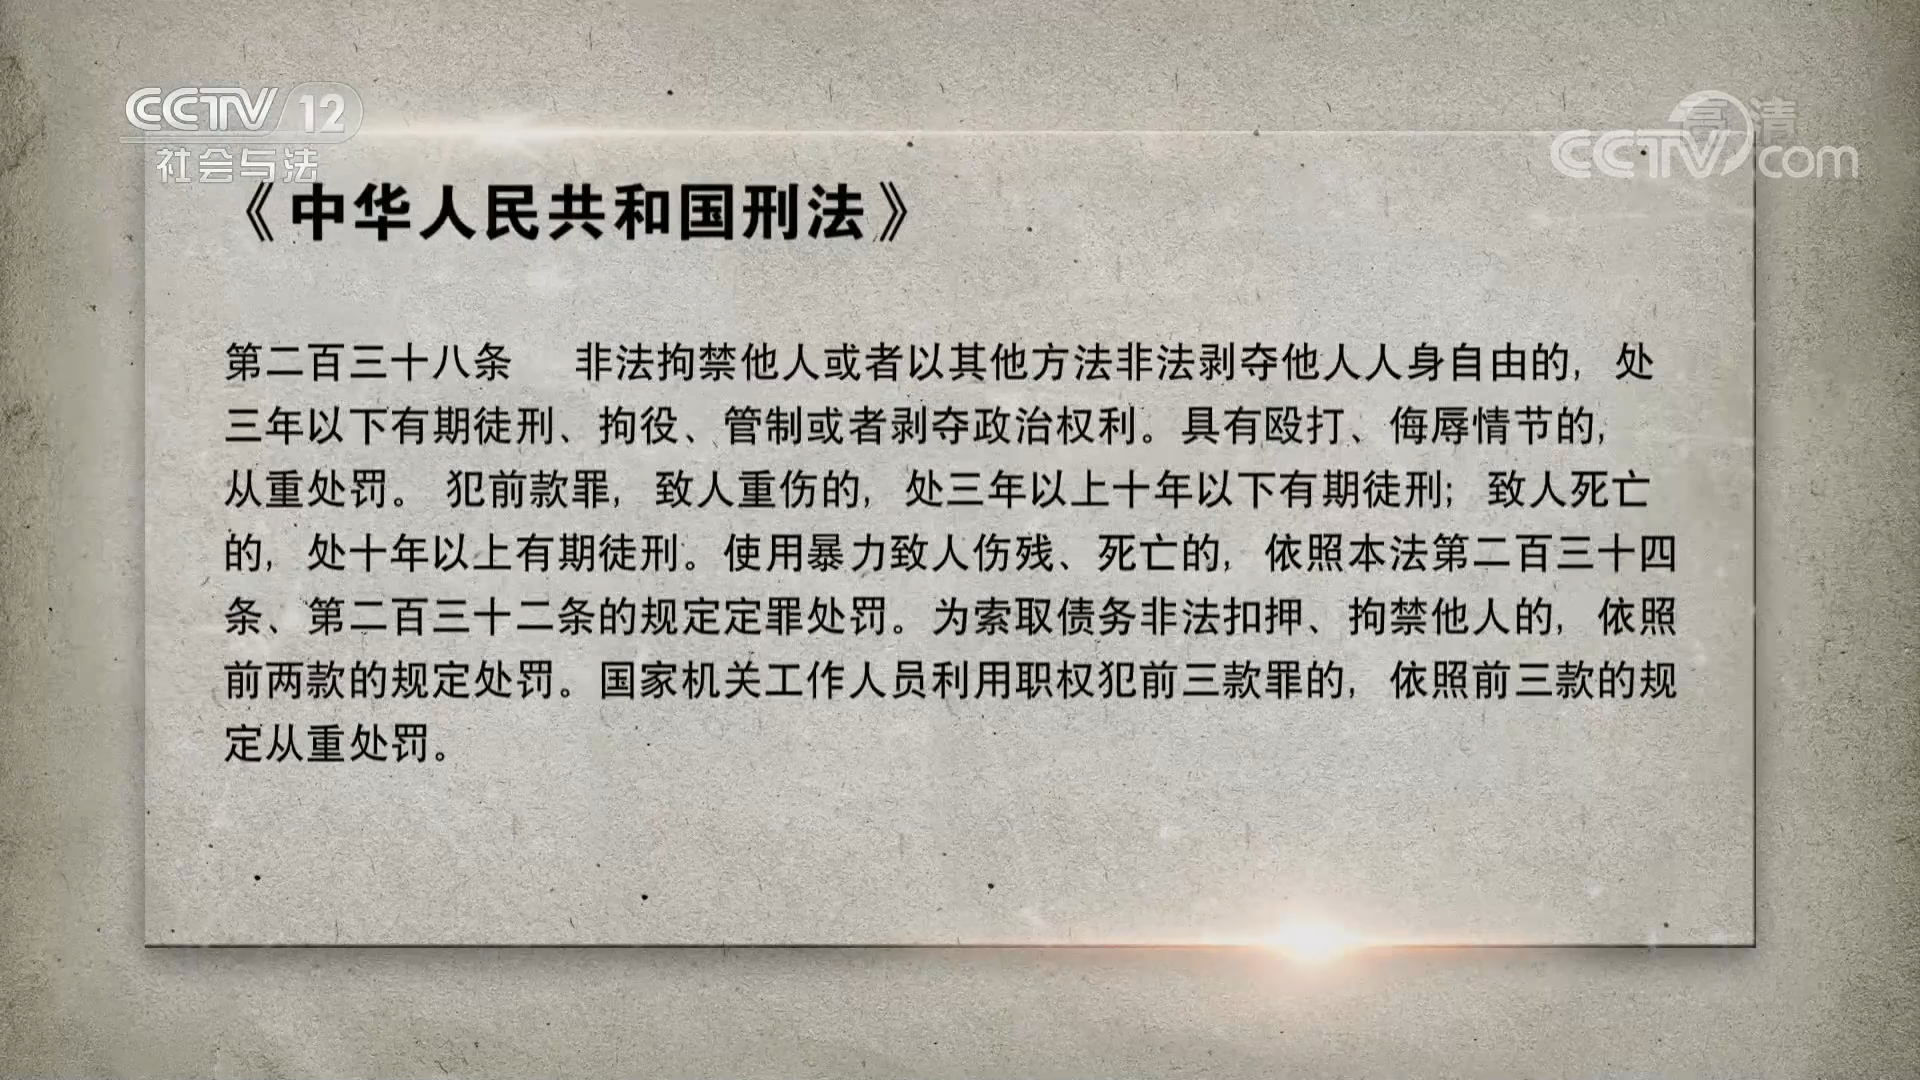 CCTV 12
社会与法
高清
CCTV.com
《中华人民共和国刑法》
第二百三十八条 非法拘禁他人或者以其他方法非法剥夺他人人身自由的，处
三年以下有期徒刑、拘役、管制或者剥夺政治权利。具有殴打、侮辱情节的，
从重处罚。 犯前款罪，致人重伤的，处三年以上十年以下有期徒刑；致人死亡
的，处十年以上有期徒刑。使用暴力致人伤残、死亡的，依照本法第二百三十四
条、第二百三十二条的规定定罪处罚。为索取债务非法扣押、拘禁他人的，依照
前两款的规定处罚。国家机关工作人员利用职权犯前三款罪的，依照前三款的规
定从重处罚。